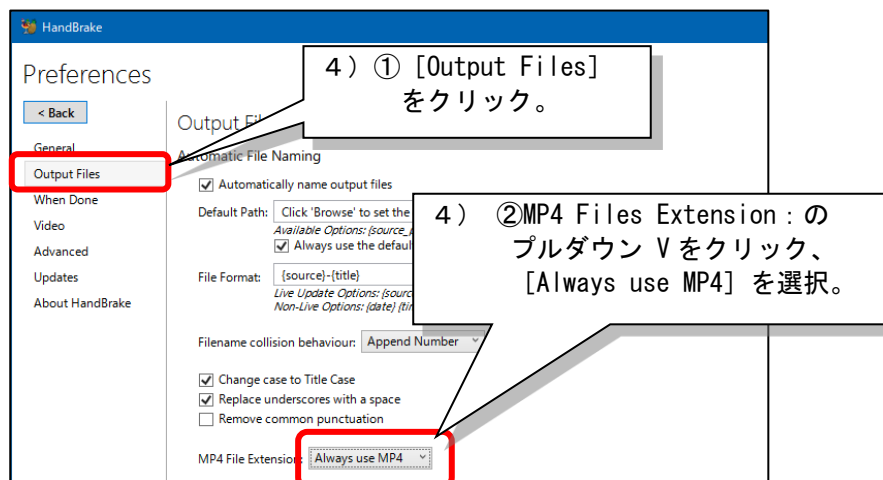 HandBrake
Preferences
< Back
General
Output Files
When Done
Video
Advanced
Updates
About HandBrake
4）① [Output Files]
をクリック。
Output
Automatic File Naming
Automatically name output files
Default Path: Click 'Browse' to set the
Available Options:
Always use the default
File Format: {source}-{title}
Live Update Options:
Non-Live Options: {date}
Filename collision behaviour: Append Number
Change case to Title Case
Replace underscores with a space
Remove common punctuation
MP4 File Extension: Always use MP4
4） ②MP4 Files Extension：の
プルダウン Vをクリック、
[Always use MP4] を選択。